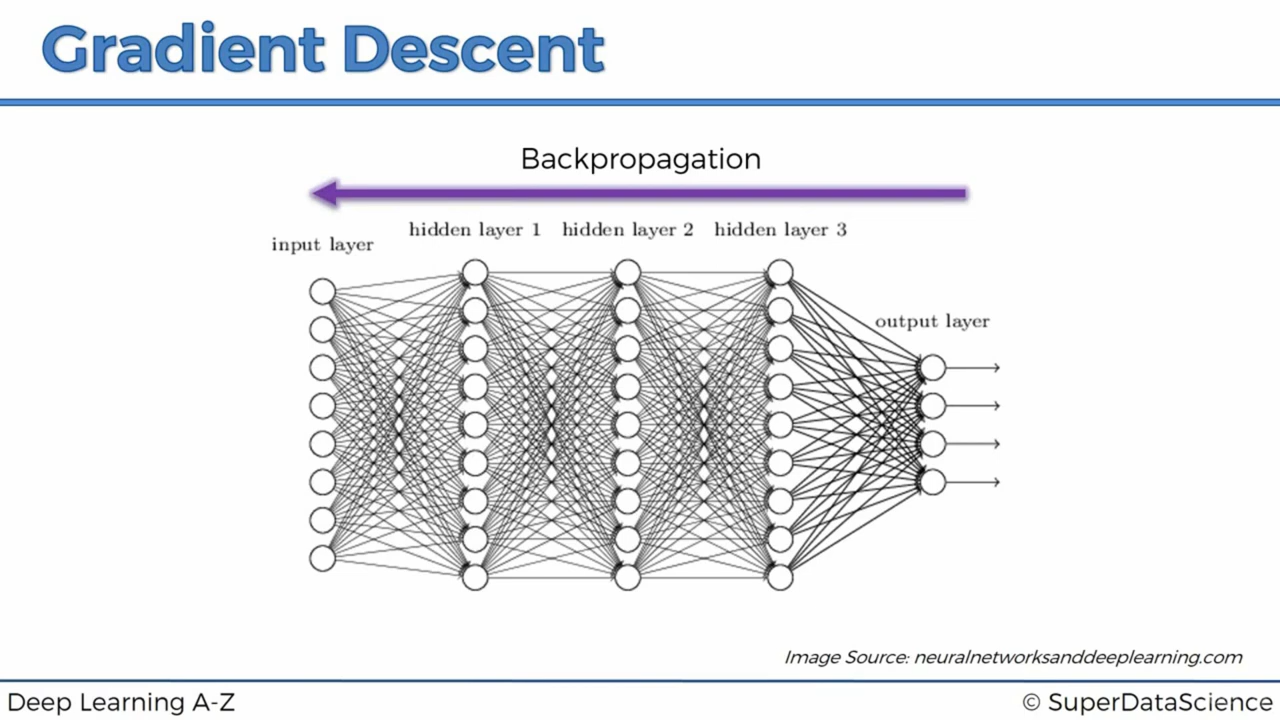 Gradient Descent
Backpropagation
hidden layer 1 hidden layer 2 hidden layer 3
input layer
output layer
Image Source: neuralnetworksanddeeplearning.com
Deep Learning A-Z
© SuperDataScience